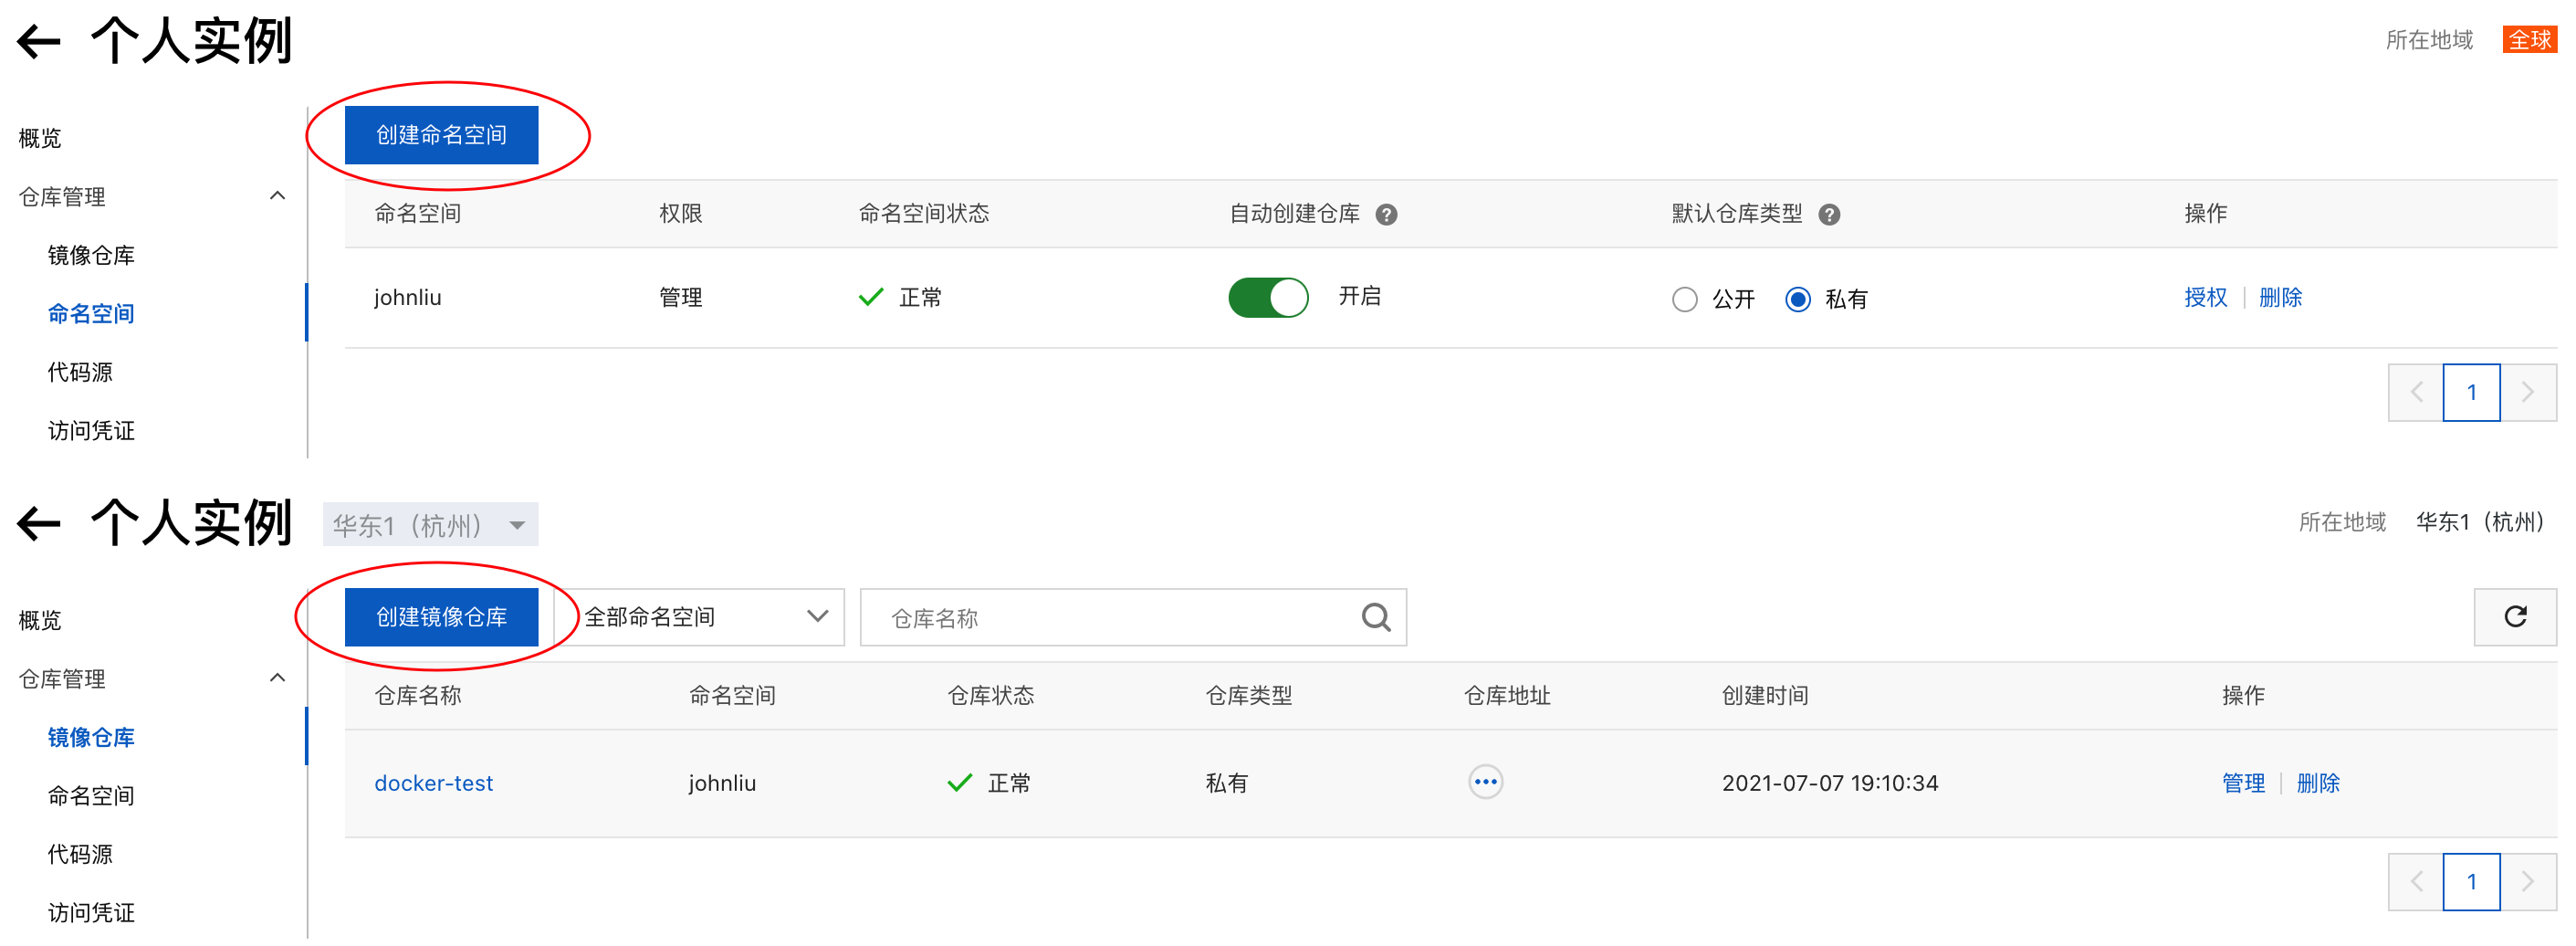 个人实例
所在地域 全球
概览
创建命名空间
仓库管理
命名空间 权限 命名空间状态 自动创建仓库 默认仓库类型 操作
镜像仓库
johnliu 管理 正常 开启 公开 私有 授权 删除
命名空间
代码源
1
访问凭证
个人实例 华东1（杭州）
所在地域 华东1（杭州）
概览
创建镜像仓库 全部命名空间 仓库名称
仓库管理
仓库名称 命名空间 仓库状态 仓库类型 仓库地址 创建时间 操作
镜像仓库
docker-test johnliu 正常 私有 2021-07-07 19:10:34 管理 删除
命名空间
代码源
1
访问凭证